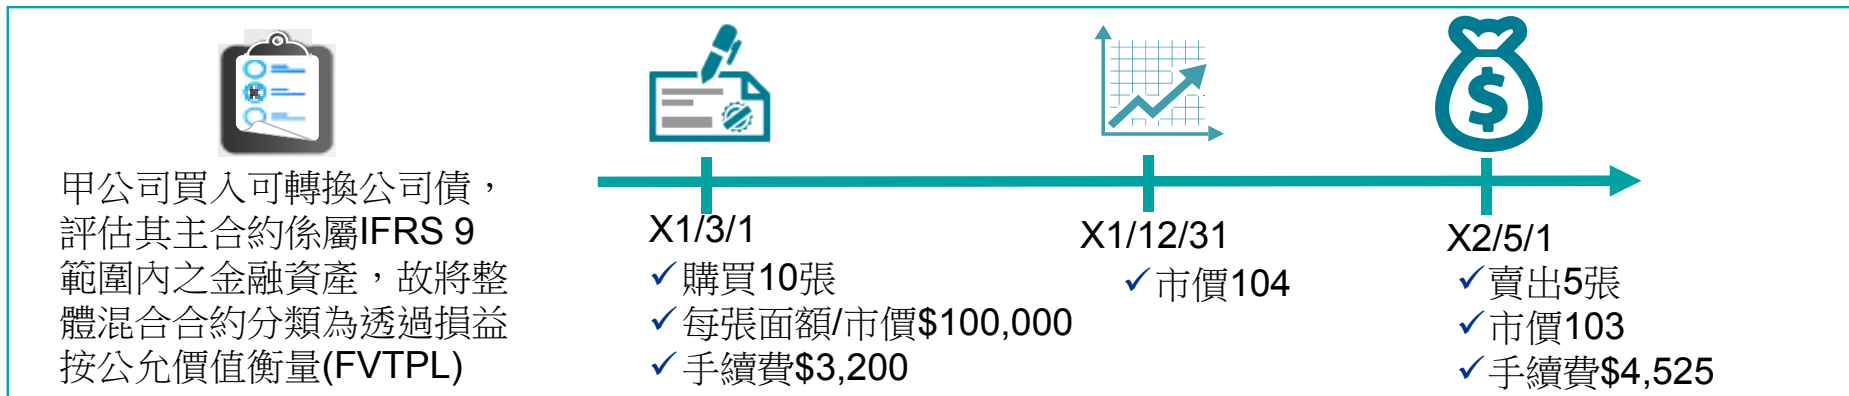 甲公司買入可轉換公司債，
評估其主合約係屬IFRS 9
範圍內之金融資產，故將整
體混合合約分類為透過損益
按公允價值衡量(FVTPL)
X1/3/1
✓購買10張
✓每張面額/市價$100,000
✓手續費$3,200
X1/12/31
✓市價104
$
X2/5/1
✓賣出5張
✓市價103
✓手續費$4,525